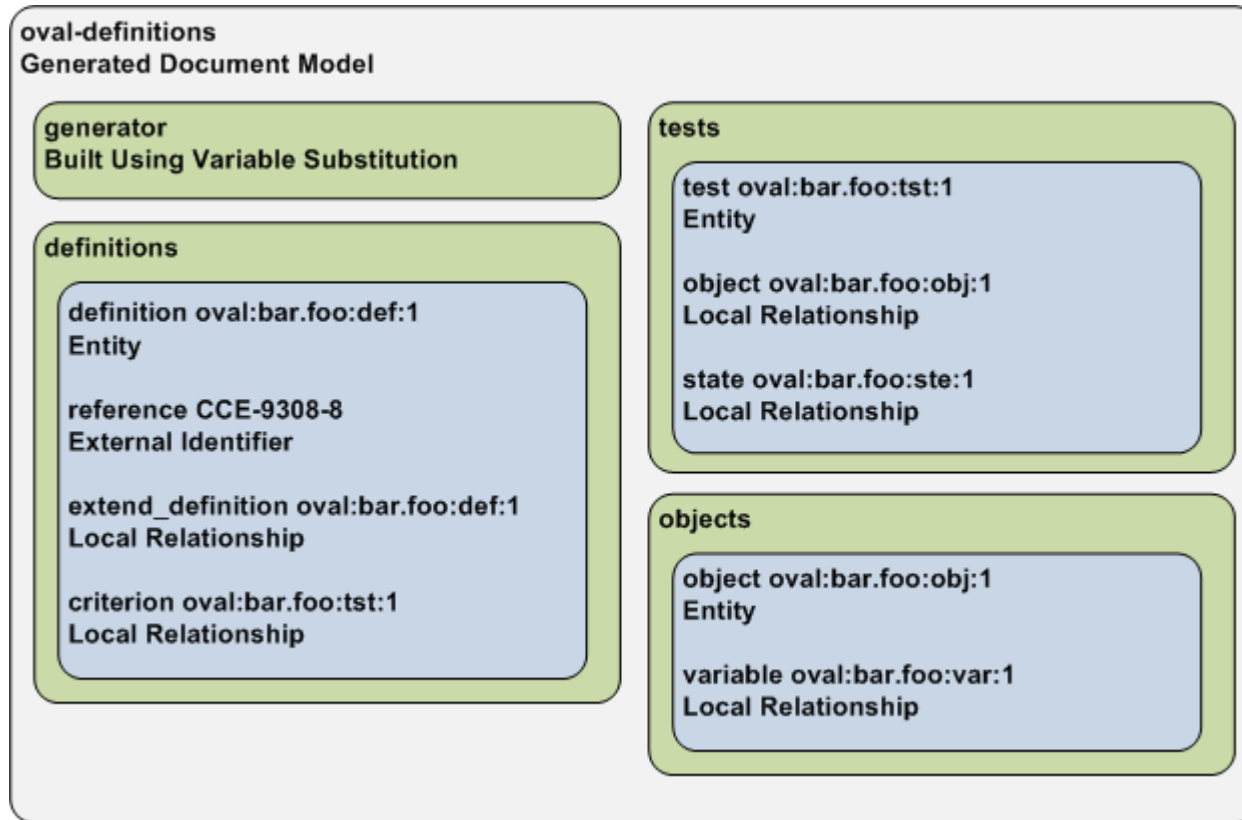 oval-definitions
Generated Document Model
generator
Built Using Variable Substitution
definitions
definition oval:bar.foo:def:1
Entity
reference CCE-9308-8
External Identifier
extend_definition oval:bar.foo:def:1
Local Relationship
criterion oval:bar.foo:tst:1
Local Relationship
tests
test oval:bar.foo:tst:1
Entity
object oval:bar.foo:obj:1
Local Relationship
state oval:bar.foo:ste:1
Local Relationship
objects
object oval:bar.foo:obj:1
Entity
variable oval:bar.foo:var:1
Local Relationship